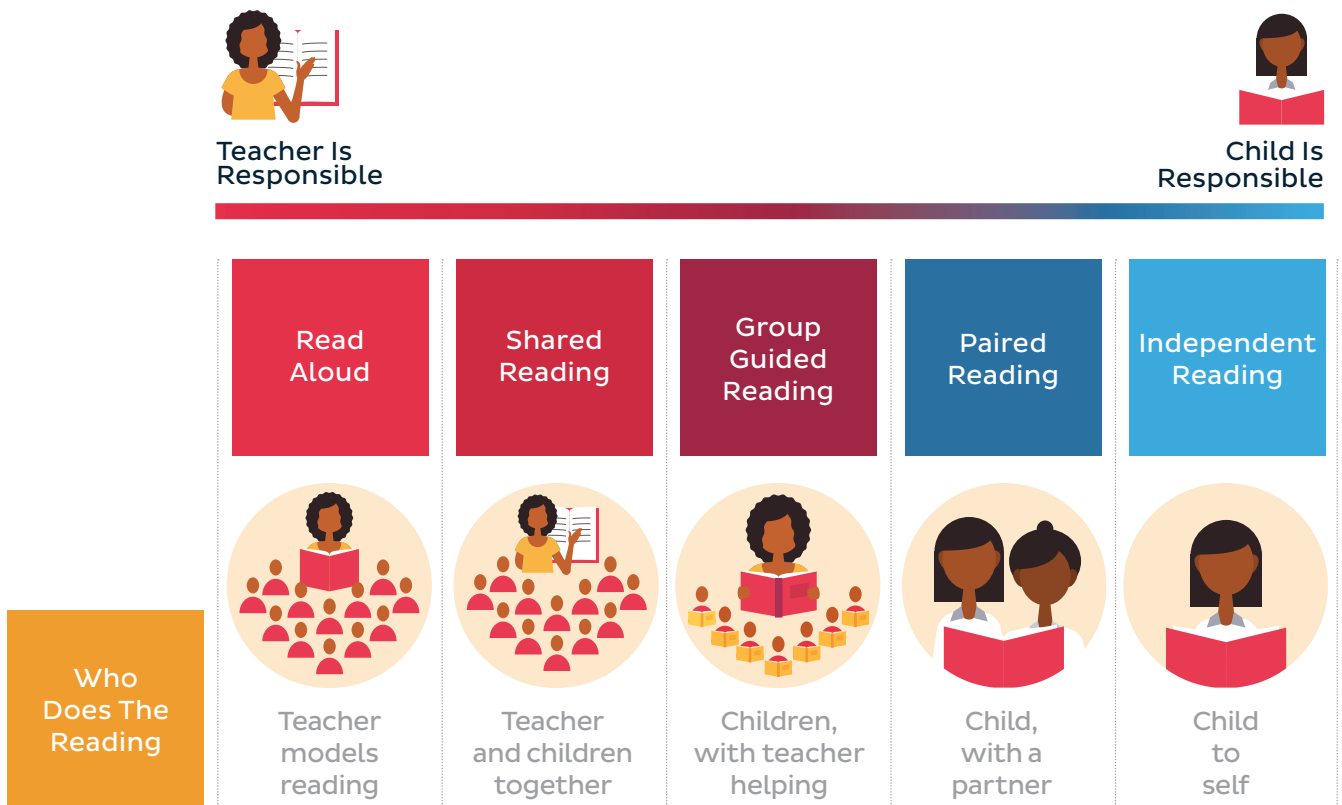 Teacher Is
Responsible
Child Is
Responsible
Read
Aloud
Shared
Reading
Group
Guided
Reading
Paired
Reading
Independent
Reading
Who
Does The
Reading
Teacher
models
reading
Teacher
and children
together
Children,
with teacher
helping
Child,
with a
partner
Child
to
self